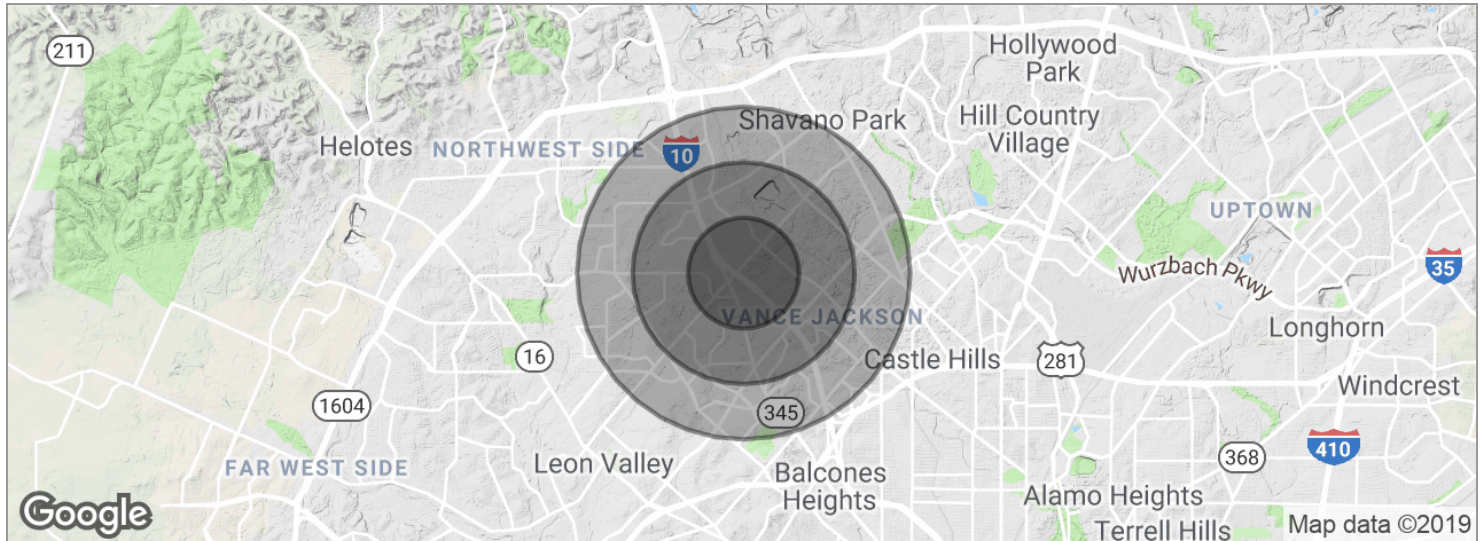 211
Hollywood
Park
Shavano Park
Hill Country
Village
Helotes
NORTHWEST SIDE
10
UPTOWN
35
Wurzbach Pkwy
VANCE JACKSON
Longhorn
16
Castle Hills
281
Windcrest
1604
345
410
FAR WEST SIDE
Leon Valley
Balcones
Heights
368
Alamo Heights
Google
Terrell Hills
Map data ©2019